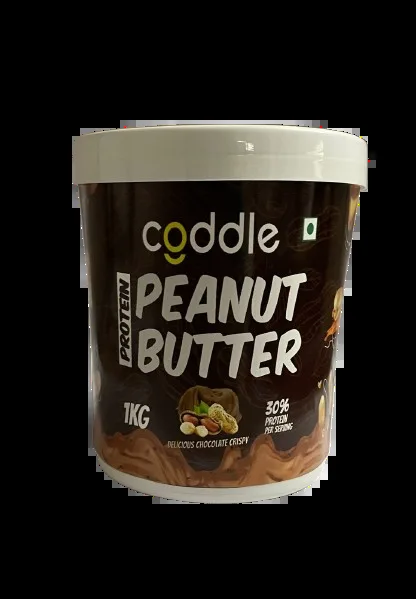 coddle
PROTEIN
PEANUT
BUTTER
1KG
30%
PROTEIN
PER SERVING
DELICIOUS CHOCOLATE CRISPY